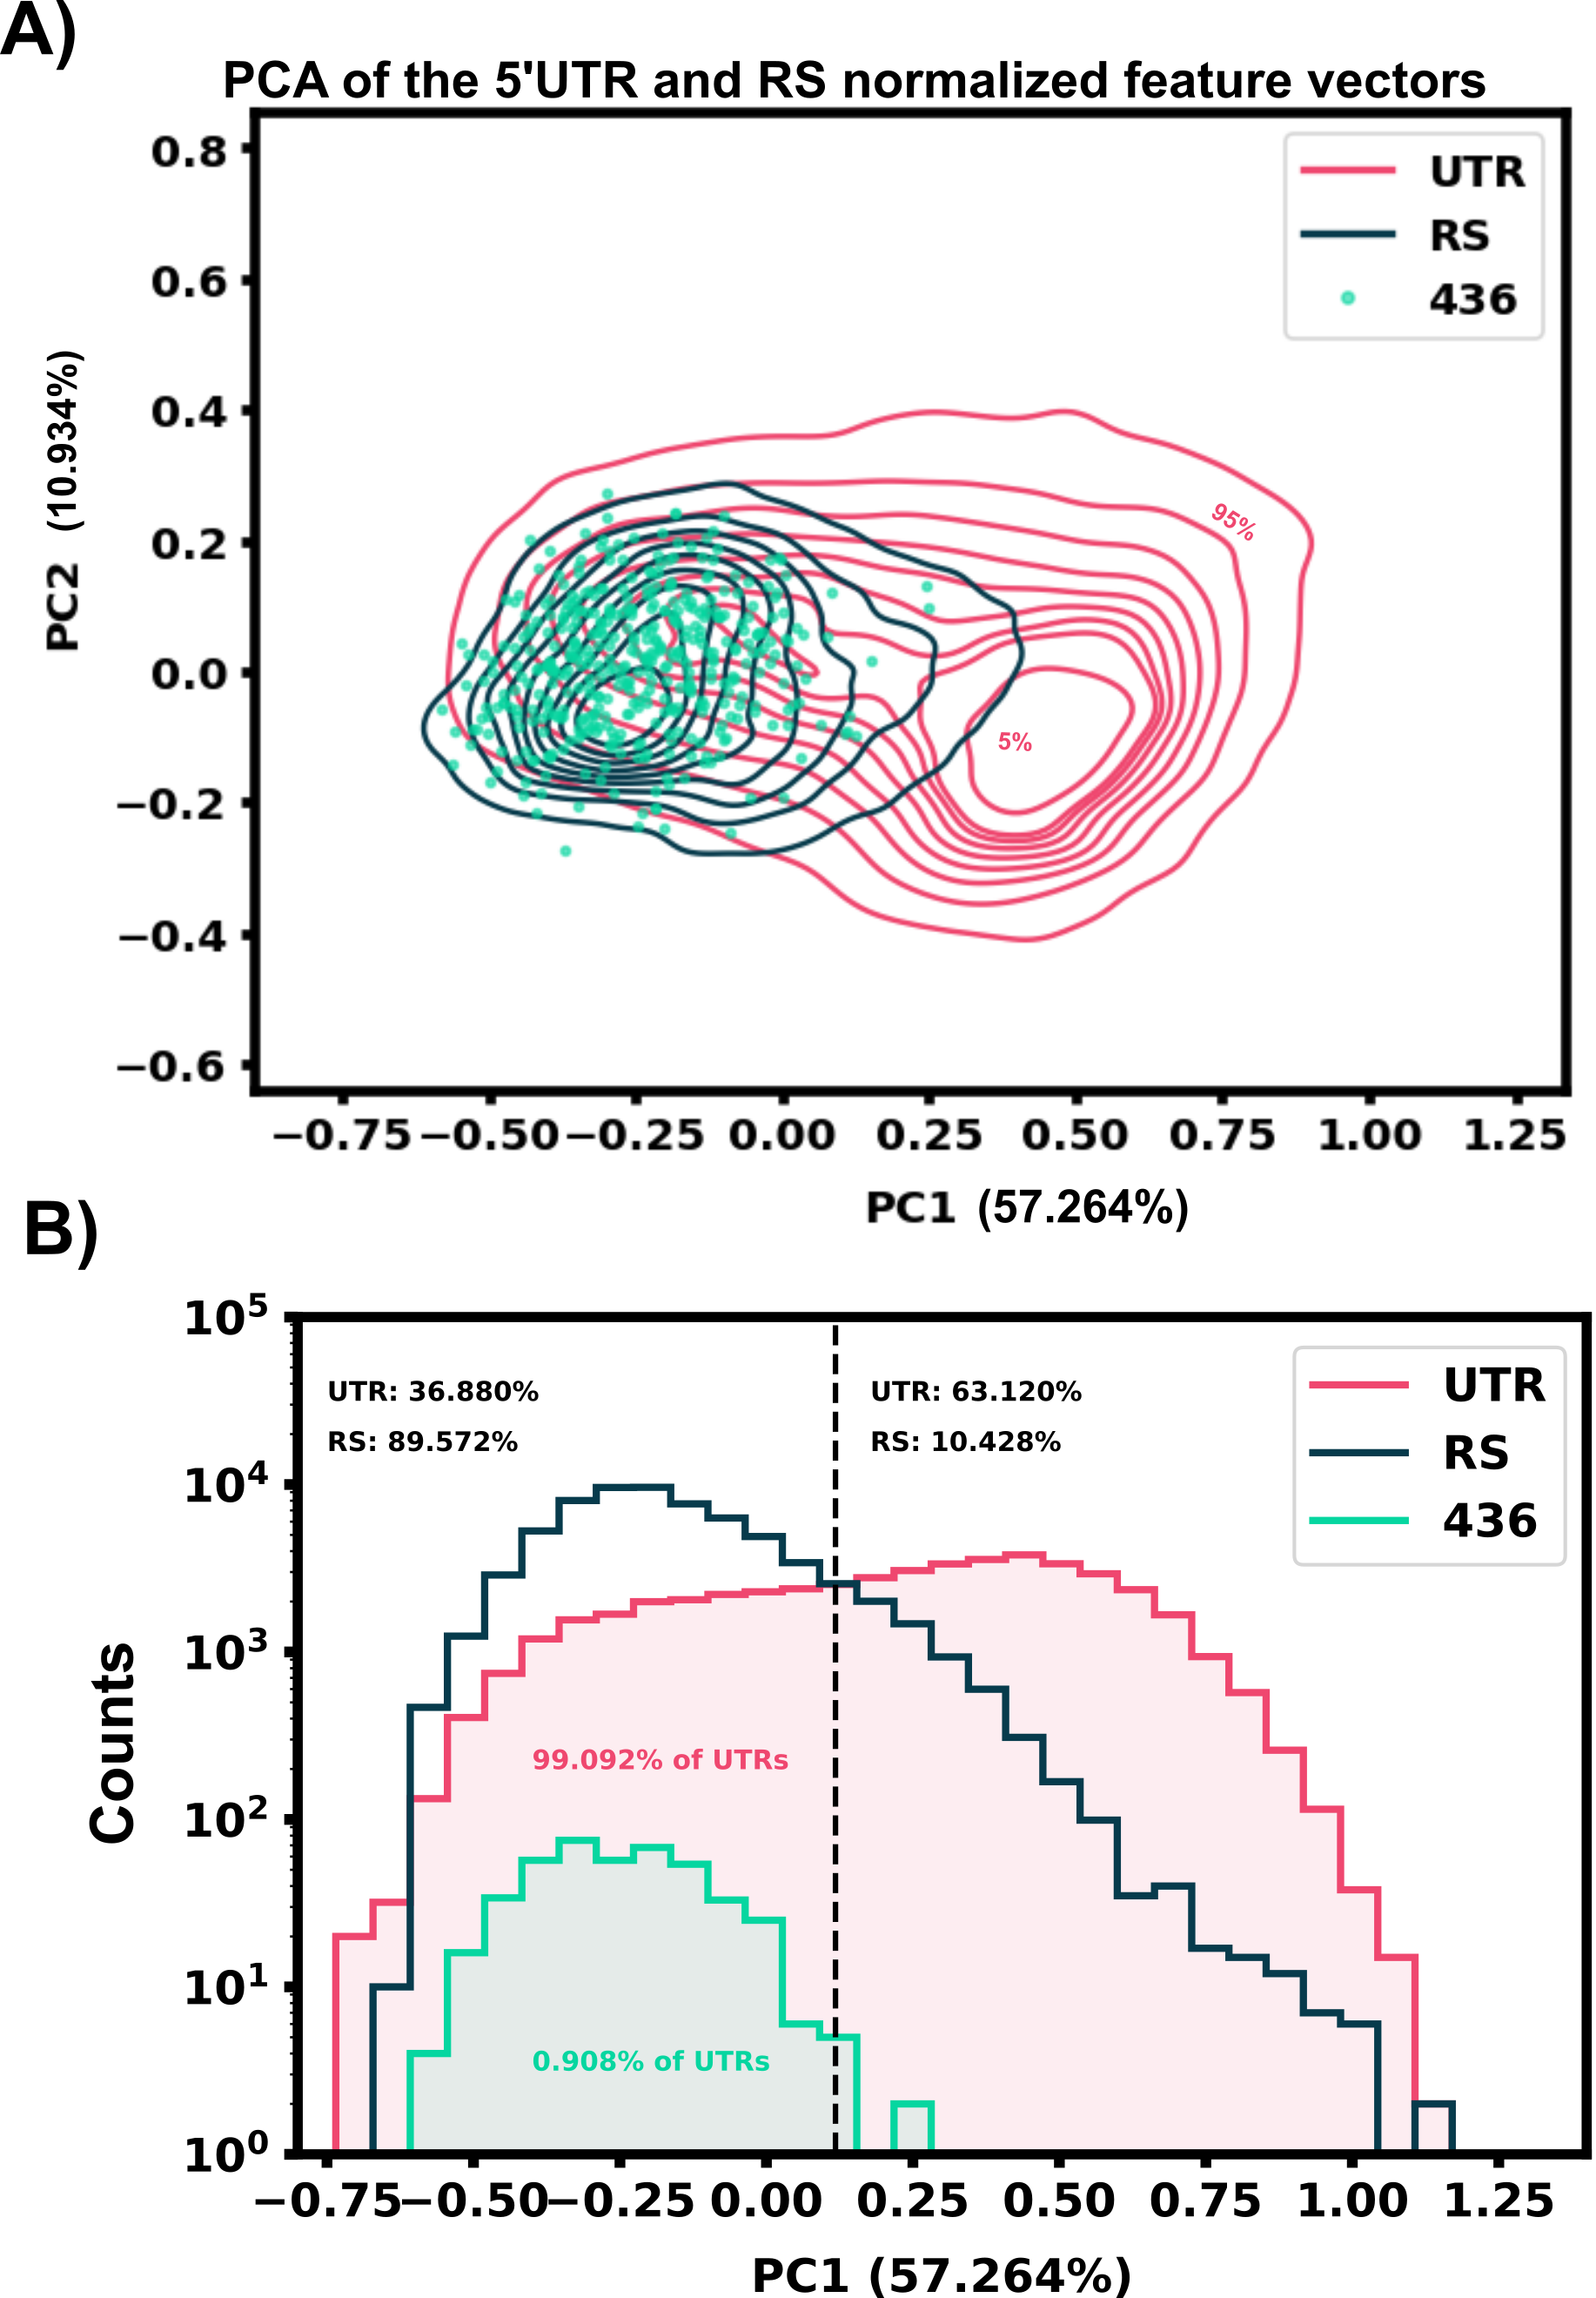 A)
PCA of the 5'UTR and RS normalized feature vectors
UTR
RS
436
0.8
0.6
0.4
0.2
0.0
−0.2
−0.4
−0.6
PC2 (10.934%)
95%
5%
−0.75 −0.50 −0.25 0.00 0.25 0.50 0.75 1.00 1.25
PC1 (57.264%)
B)
10⁵
10⁴
10³
10²
10¹
10⁰
Counts
UTR: 36.880%
RS: 89.572%
UTR: 63.120%
RS: 10.428%
UTR
RS
436
99.092% of UTRs
0.908% of UTRs
−0.75 −0.50 −0.25 0.00 0.25 0.50 0.75 1.00 1.25
PC1 (57.264%)